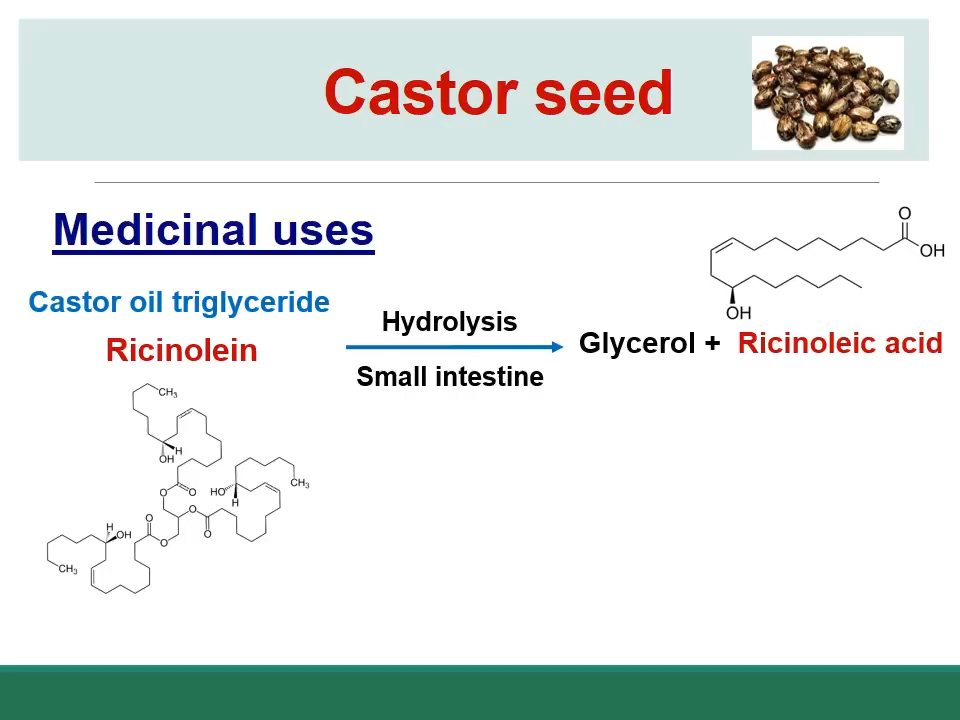 Castor seed
Medicinal uses
Castor oil triglyceride
Ricinolein
Hydrolysis
Small intestine
Glycerol + Ricinoleic acid
O
OH
OH
CH₃
H
OH
O
O
HO
H
CH₃
O
O
O
O
H
OH
CH₃